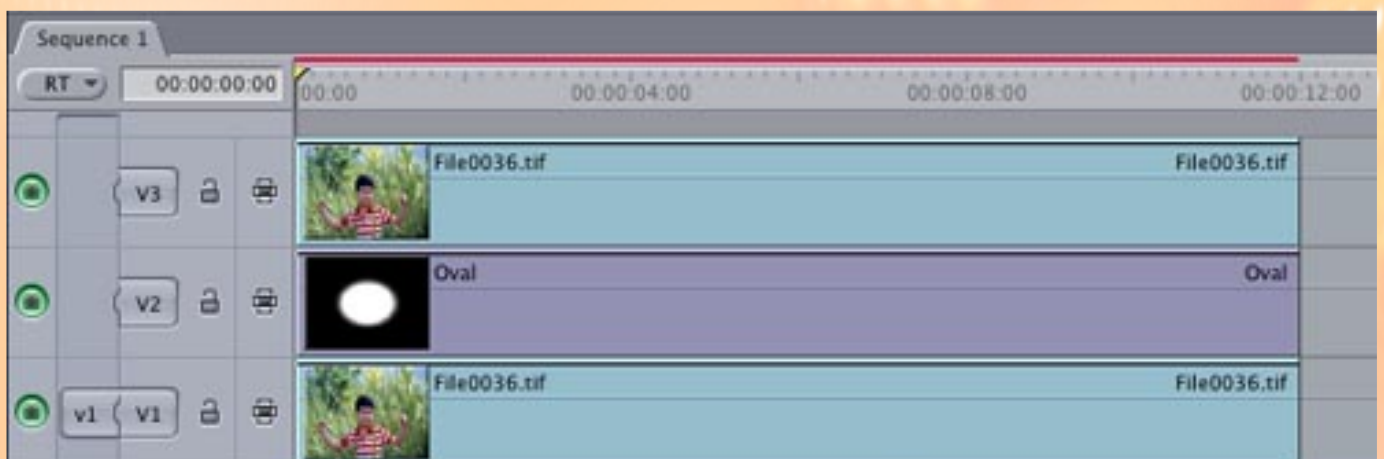 Sequence 1
RT 00:00:00:00 00:00 00:00:04:00 00:00:08:00 00:00:12:00
File0036.tif File0036.tif
V3
Oval Oval
V2
File0036.tif File0036.tif
v1 V1